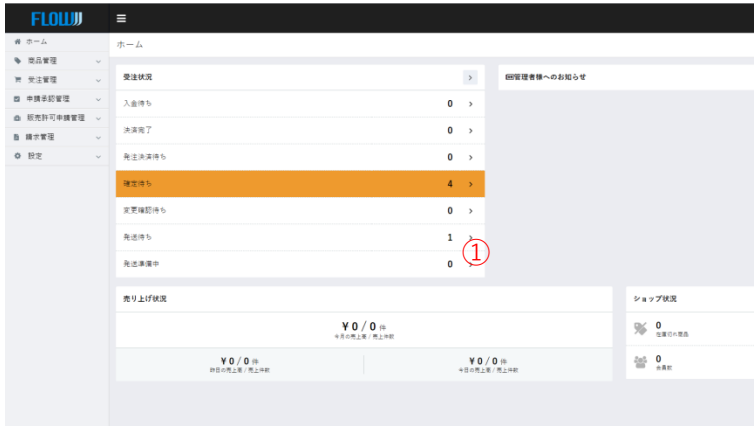 FLOW
ホーム
商品管理
受注管理
申請承認管理
販売許可申請管理
請求管理
設定
ホーム
受注状況
入金待ち 0
決済完了 0
発注決済待ち 0
確定待ち 4
変更確認待ち 0
発送待ち 1
①
発送準備中 0
管理者様へのお知らせ
売り上げ状況
¥ 0 / 0 件
今月の売上高 / 売上件数
¥ 0 / 0 件
昨日の売上高 / 売上件数
¥ 0 / 0 件
今日の売上高 / 売上件数
ショップ状況
0
在庫切れ商品
0
会員数